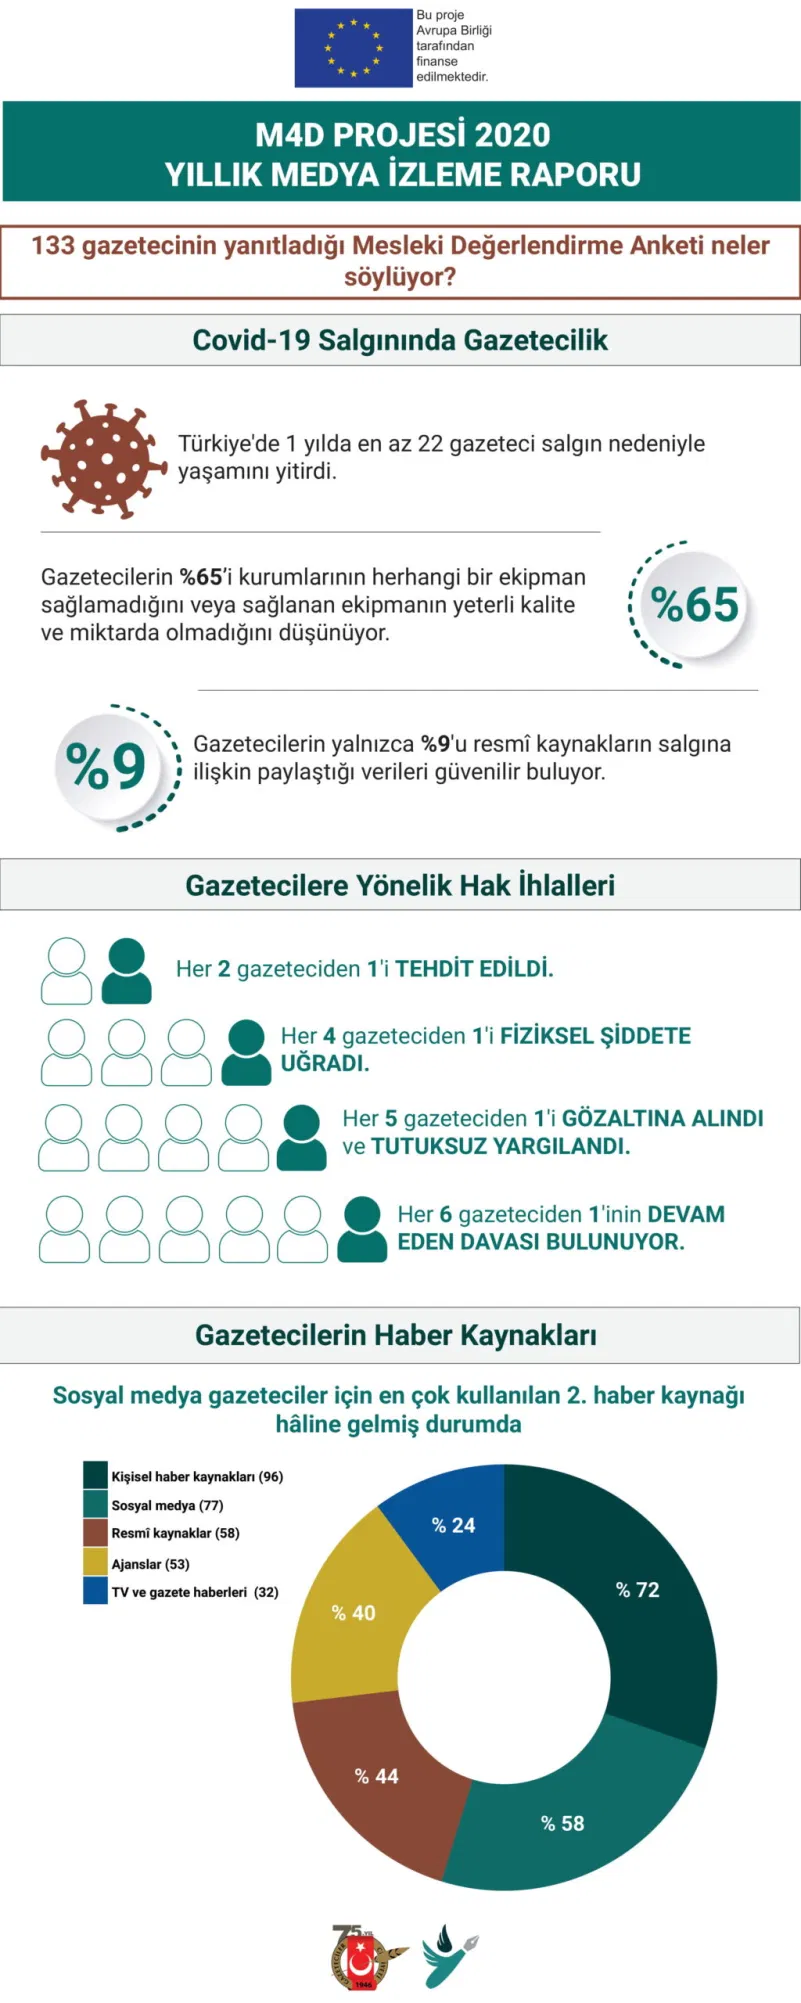 Bu proje
Avrupa Birliği
tarafından
finanse
edilmektedir.
M4D PROJESİ 2020
YILLIK MEDYA İZLEME RAPORU
133 gazetecinin yanıtladığı Mesleki Değerlendirme Anketi neler
söylüyor?
Covid-19 Salgınında Gazetecilik
Türkiye'de 1 yılda en az 22 gazeteci salgın nedeniyle
yaşamını yitirdi.
Gazetecilerin %65’i kurumlarının herhangi bir ekipman
sağlamadığını veya sağlanan ekipmanın yeterli kalite
ve miktarda olmadığını düşünüyor.
%65
%9
Gazetecilerin yalnızca %9'u resmî kaynakların salgına
ilişkin paylaştığı verileri güvenilir buluyor.
Gazetecilere Yönelik Hak İhlalleri
Her 2 gazeteciden 1'i TEHDİT EDİLDİ.
Her 4 gazeteciden 1'i FİZİKSEL ŞİDDETE
UĞRADI.
Her 5 gazeteciden 1'i GÖZALTINA ALINDI
ve TUTUKSUZ YARGILANDI.
Her 6 gazeteciden 1'inin DEVAM
EDEN DAVASI BULUNUYOR.
Gazetecilerin Haber Kaynakları
Sosyal medya gazeteciler için en çok kullanılan 2. haber kaynağı
hâline gelmiş durumda
Kişisel haber kaynakları (96)
Sosyal medya (77)
Resmî kaynaklar (58)
Ajanslar (53)
TV ve gazete haberleri (32)
% 24
% 72
% 40
% 44
% 58
75.YIL
1946